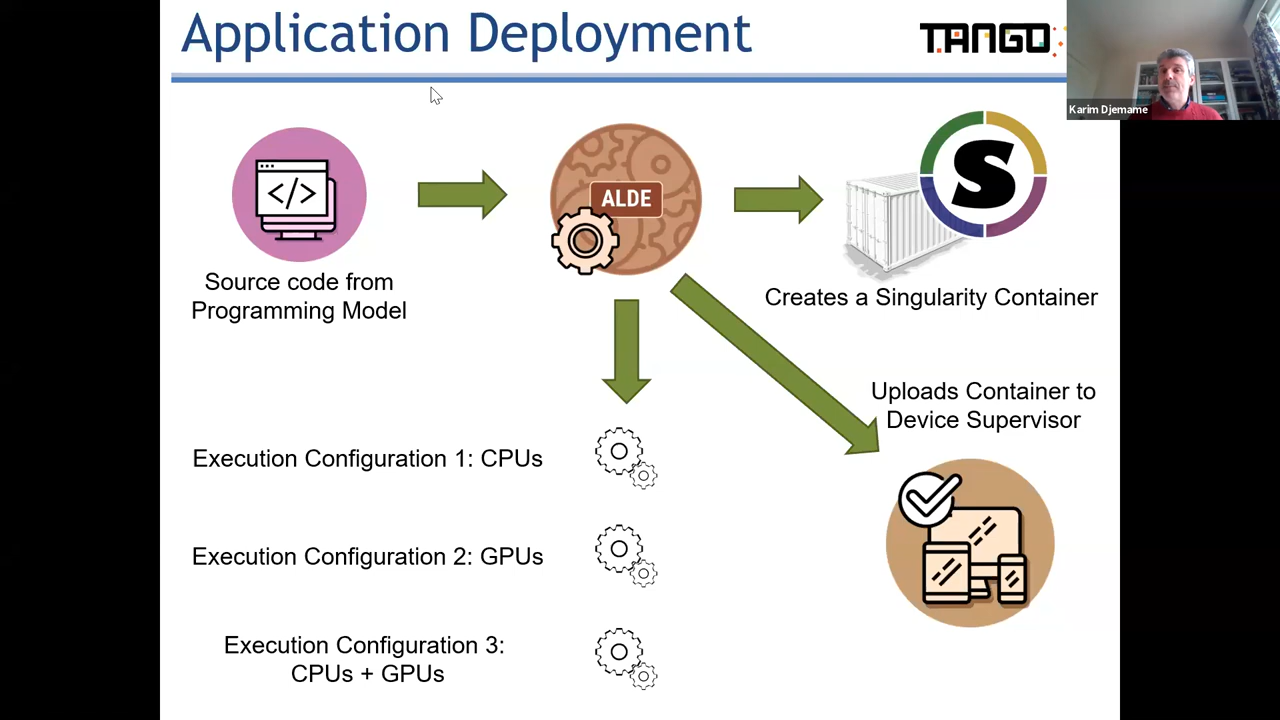 Application Deployment
TANGO
Karim Djemame
</>
ALDE
S
Source code from
Programming Model
Creates a Singularity Container
Uploads Container to
Device Supervisor
Execution Configuration 1: CPUs
Execution Configuration 2: GPUs
Execution Configuration 3:
CPUs + GPUs